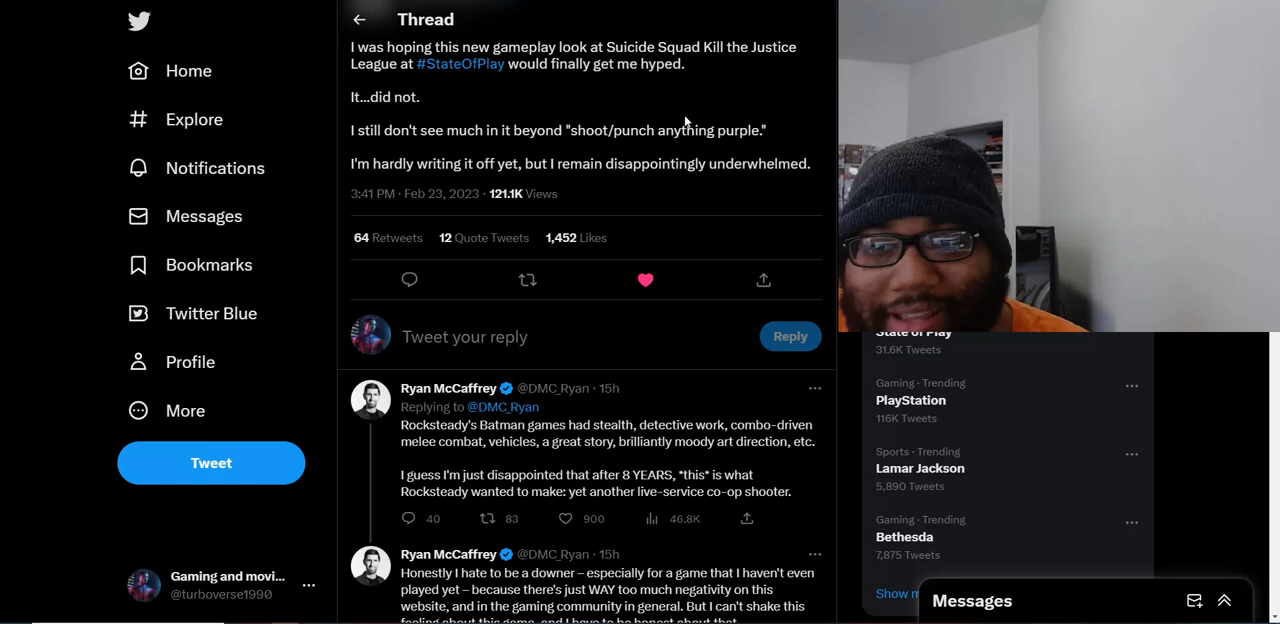 Thread
I was hoping this new gameplay look at Suicide Squad Kill the Justice
League at #StateOfPlay would finally get me hyped.
It...did not.
I still don't see much in it beyond "shoot/punch anything purple."
I'm hardly writing it off yet, but I remain disappointingly underwhelmed.
3:41 PM · Feb 23, 2023 · 121.1K Views
64 Retweets 12 Quote Tweets 1,452 Likes
Tweet your reply
Reply
Ryan McCaffrey @DMC_Ryan · 15h
Replying to @DMC_Ryan
Rocksteady's Batman games had stealth, detective work, combo-driven
melee combat, vehicles, a great story, brilliantly moody art direction, etc.
I guess I'm just disappointed that after 8 YEARS, *this* is what
Rocksteady wanted to make: yet another live-service co-op shooter.
40 83 900 46.8K
Ryan McCaffrey @DMC_Ryan · 15h
Honestly I hate to be a downer – especially for a game that I haven't even
played yet – because there's just WAY too much negativity on this
website, and in the gaming community in general. But I can't shake this
feeling about this game, and I have to be honest about that.
Home
Explore
Notifications
Messages
Bookmarks
Twitter Blue
Profile
More
Tweet
Gaming and movi...
@turboverse1990
State of Play
31.6K Tweets
Gaming · Trending
PlayStation
116K Tweets
Sports · Trending
Lamar Jackson
5,890 Tweets
Gaming · Trending
Bethesda
7,875 Tweets
Show m
Messages